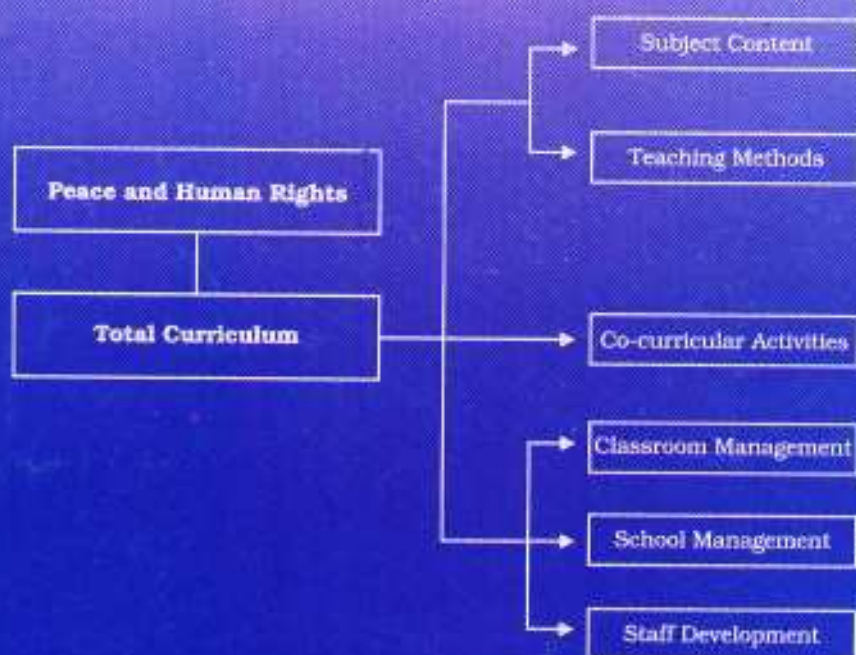 Peace and Human Rights
Total Curriculum
Subject Content
Teaching Methods
Co-curricular Activities
Classroom Management
School Management
Staff Development